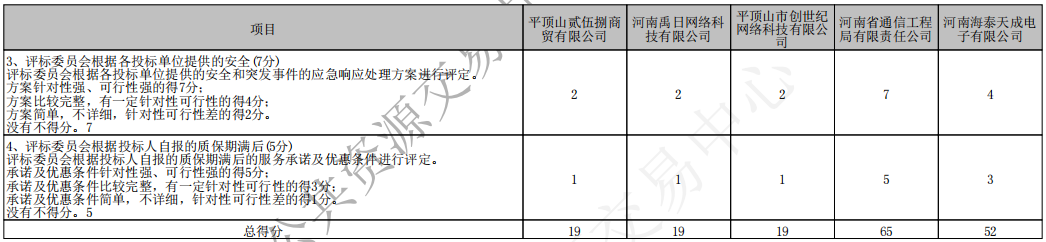 项目 平顶山贰伍捌商贸有限公司 河南禹日网络科技有限公司 平顶山市创世纪网络科技有限公司 河南省通信工程局有限责任公司 河南海泰天成电子有限公司
3、评标委员会根据各投标单位提供的安全(7分)
评标委员会根据各投标单位提供的安全和突发事件的应急响应处理方案进行评定。
方案针对性强、可行性强的得7分；
方案比较完整，有一定针对性可行性的得4分；
方案简单，不详细，针对性可行性差的得2分。
没有不得分。7
2 2 2 7 4
4、评标委员会根据投标人自报的质保期满后(5分)
评标委员会根据投标人自报的质保期满后的服务承诺及优惠条件进行评定。
承诺及优惠条件针对性强、可行性强的得5分；
承诺及优惠条件比较完整，有一定针对性可行性的得3分；
承诺及优惠条件简单，不详细，针对性可行性差的得1分。
没有不得分。5
1 1 1 5 3
总得分 19 19 19 65 52
公共资源交易中心
交易中心